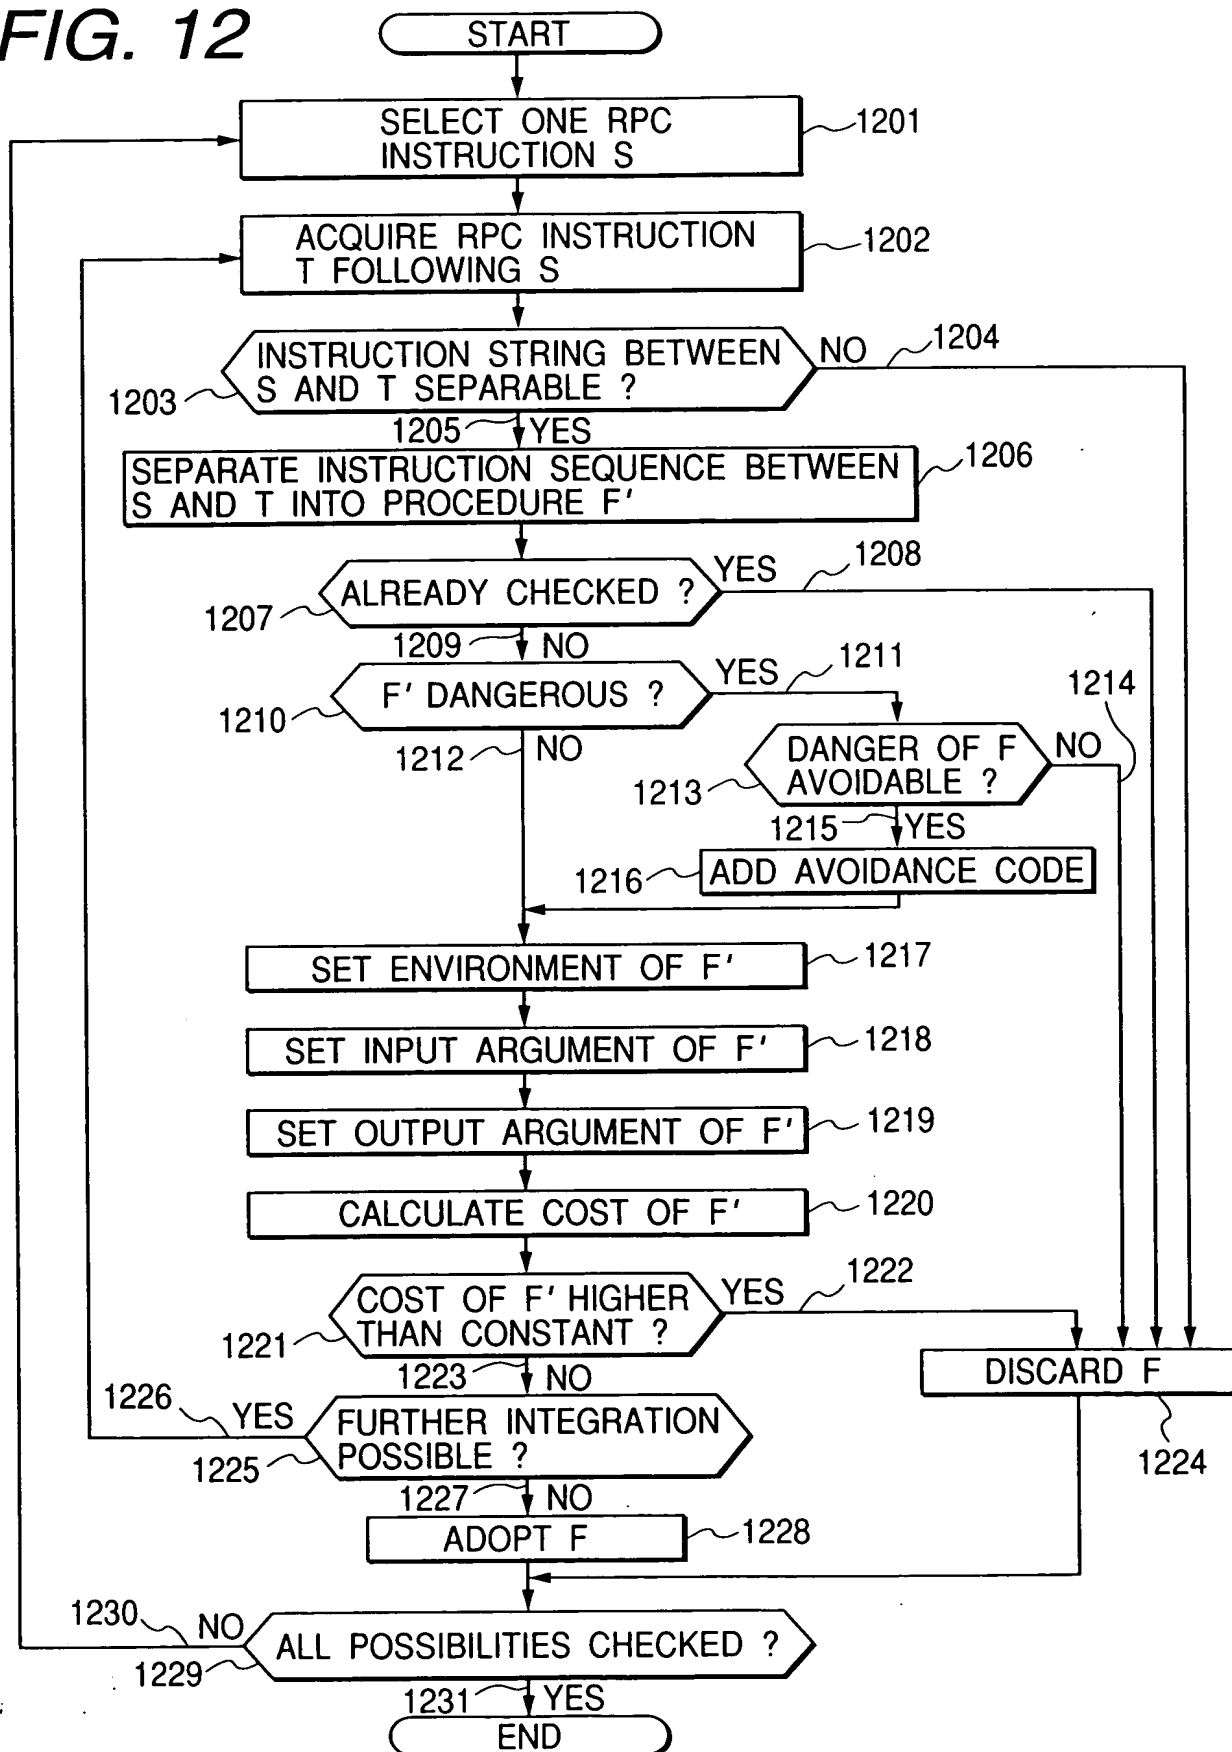 FIG. 12
START
SELECT ONE RPC
INSTRUCTION S
1201
ACQUIRE RPC INSTRUCTION
T FOLLOWING S
1202
INSTRUCTION STRING BETWEEN
S AND T SEPARABLE ?
1203
NO
1204
1205
YES
SEPARATE INSTRUCTION SEQUENCE BETWEEN
S AND T INTO PROCEDURE F'
1206
ALREADY CHECKED ?
1207
YES
1208
1209
NO
F' DANGEROUS ?
1210
YES
1211
1212
NO
DANGER OF F
AVOIDABLE ?
1213
NO
1214
1215
YES
ADD AVOIDANCE CODE
1216
SET ENVIRONMENT OF F'
1217
SET INPUT ARGUMENT OF F'
1218
SET OUTPUT ARGUMENT OF F'
1219
CALCULATE COST OF F'
1220
COST OF F' HIGHER
THAN CONSTANT ?
1221
YES
1222
1223
NO
DISCARD F
1224
FURTHER INTEGRATION
POSSIBLE ?
1225
1226
YES
1227
NO
ADOPT F
1228
ALL POSSIBILITIES CHECKED ?
1229
1230
NO
1231
YES
END